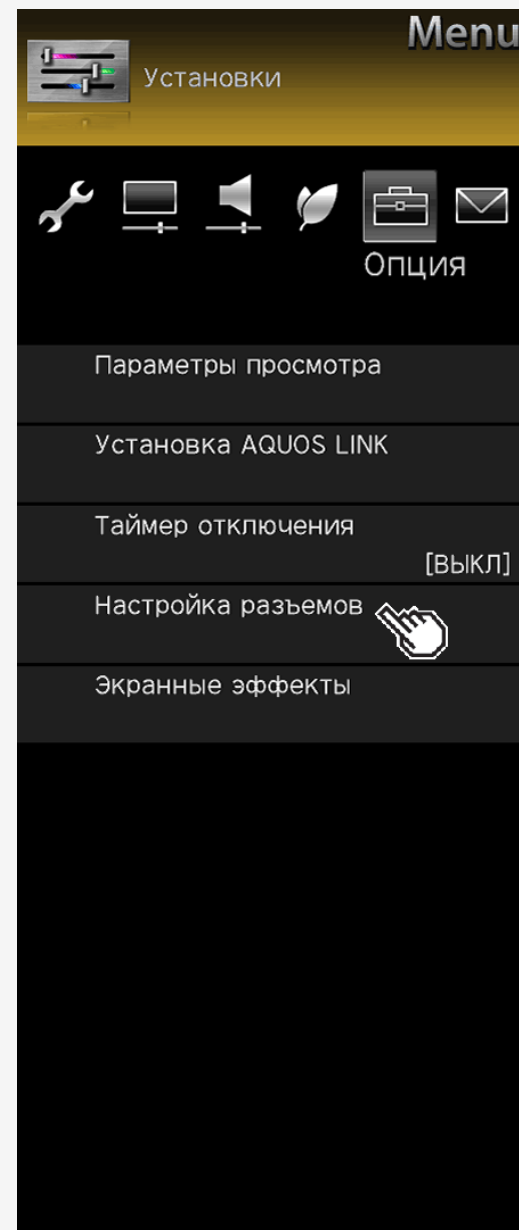 Menu
Установки
Опция
Параметры просмотра
Установка AQUOS LINK
Таймер отключения
[ВЫКЛ]
Настройка разъемов
Экранные эффекты